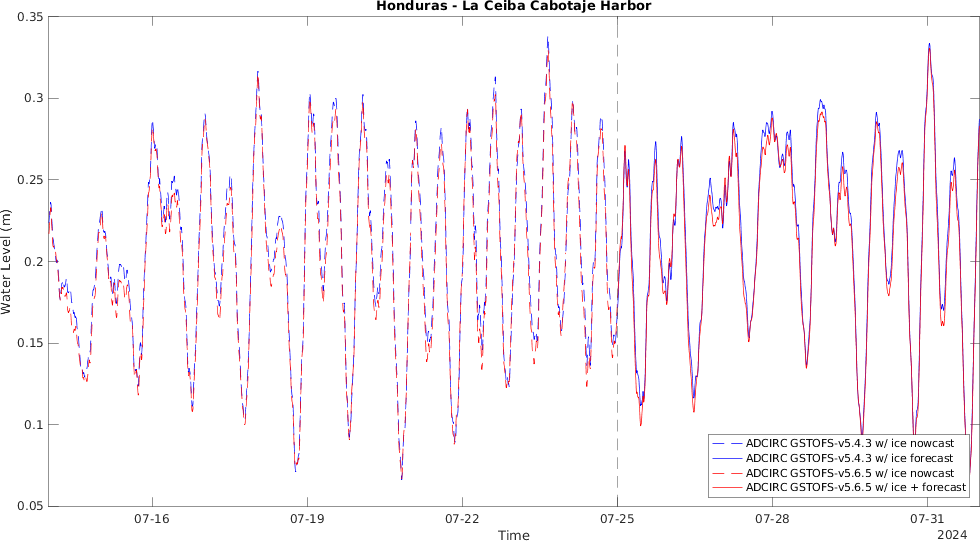 Honduras - La Ceiba Cabotaje Harbor
0.35
0.3
0.25
0.2
0.15
0.1
0.05
Water Level (m)
ADCIRC GSTOFS-v5.4.3 w/ ice nowcast
ADCIRC GSTOFS-v5.4.3 w/ ice forecast
ADCIRC GSTOFS-v5.6.5 w/ ice nowcast
ADCIRC GSTOFS-v5.6.5 w/ ice + forecast
07-16 07-19 07-22 07-25 07-28 07-31
Time
2024